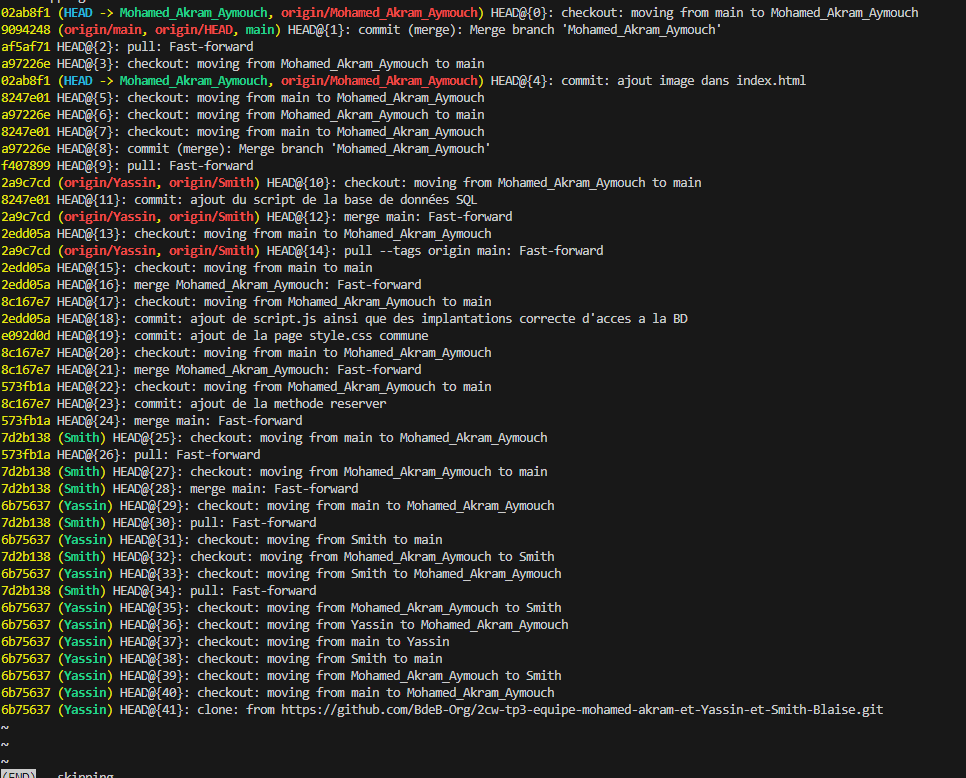 02ab8f1 (HEAD -> Mohamed_Akram_Aymouch, origin/Mohamed_Akram_Aymouch) HEAD@{0}: checkout: moving from main to Mohamed_Akram_Aymouch
9094248 (origin/main, origin/HEAD, main) HEAD@{1}: commit (merge): Merge branch 'Mohamed_Akram_Aymouch'
af5af71 HEAD@{2}: pull: Fast-forward
a97226e HEAD@{3}: checkout: moving from Mohamed_Akram_Aymouch to main
02ab8f1 (HEAD -> Mohamed_Akram_Aymouch, origin/Mohamed_Akram_Aymouch) HEAD@{4}: commit: ajout image dans index.html
8247e01 HEAD@{5}: checkout: moving from main to Mohamed_Akram_Aymouch
a97226e HEAD@{6}: checkout: moving from Mohamed_Akram_Aymouch to main
8247e01 HEAD@{7}: checkout: moving from main to Mohamed_Akram_Aymouch
a97226e HEAD@{8}: commit (merge): Merge branch 'Mohamed_Akram_Aymouch'
f407899 HEAD@{9}: pull: Fast-forward
2a9c7cd (origin/Yassin, origin/Smith) HEAD@{10}: checkout: moving from Mohamed_Akram_Aymouch to main
8247e01 HEAD@{11}: commit: ajout du script de la base de données SQL
2a9c7cd (origin/Yassin, origin/Smith) HEAD@{12}: merge main: Fast-forward
2edd05a HEAD@{13}: checkout: moving from main to Mohamed_Akram_Aymouch
2a9c7cd (origin/Yassin, origin/Smith) HEAD@{14}: pull --tags origin main: Fast-forward
2edd05a HEAD@{15}: checkout: moving from main to main
2edd05a HEAD@{16}: merge Mohamed_Akram_Aymouch: Fast-forward
8c167e7 HEAD@{17}: checkout: moving from Mohamed_Akram_Aymouch to main
2edd05a HEAD@{18}: commit: ajout de script.js ainsi que des implantations correcte d'acces a la BD
e092d0d HEAD@{19}: commit: ajout de la page style.css commune
8c167e7 HEAD@{20}: checkout: moving from main to Mohamed_Akram_Aymouch
8c167e7 HEAD@{21}: merge Mohamed_Akram_Aymouch: Fast-forward
573fb1a HEAD@{22}: checkout: moving from Mohamed_Akram_Aymouch to main
8c167e7 HEAD@{23}: commit: ajout de la methode reserver
573fb1a HEAD@{24}: merge main: Fast-forward
7d2b138 (Smith) HEAD@{25}: checkout: moving from main to Mohamed_Akram_Aymouch
573fb1a HEAD@{26}: pull: Fast-forward
7d2b138 (Smith) HEAD@{27}: checkout: moving from Mohamed_Akram_Aymouch to main
7d2b138 (Smith) HEAD@{28}: merge main: Fast-forward
6b75637 (Yassin) HEAD@{29}: checkout: moving from main to Mohamed_Akram_Aymouch
7d2b138 (Smith) HEAD@{30}: pull: Fast-forward
6b75637 (Yassin) HEAD@{31}: checkout: moving from Smith to main
7d2b138 (Smith) HEAD@{32}: checkout: moving from Mohamed_Akram_Aymouch to Smith
6b75637 (Yassin) HEAD@{33}: checkout: moving from Smith to Mohamed_Akram_Aymouch
7d2b138 (Smith) HEAD@{34}: pull: Fast-forward
6b75637 (Yassin) HEAD@{35}: checkout: moving from Mohamed_Akram_Aymouch to Smith
6b75637 (Yassin) HEAD@{36}: checkout: moving from Yassin to Mohamed_Akram_Aymouch
6b75637 (Yassin) HEAD@{37}: checkout: moving from main to Yassin
6b75637 (Yassin) HEAD@{38}: checkout: moving from Smith to main
6b75637 (Yassin) HEAD@{39}: checkout: moving from Mohamed_Akram_Aymouch to Smith
6b75637 (Yassin) HEAD@{40}: checkout: moving from main to Mohamed_Akram_Aymouch
6b75637 (Yassin) HEAD@{41}: clone: from https://github.com/BdeB-Org/2cw-tp3-equipe-mohamed-akram-et-Yassin-et-Smith-Blaise.git
~
~
~
(END) skipping